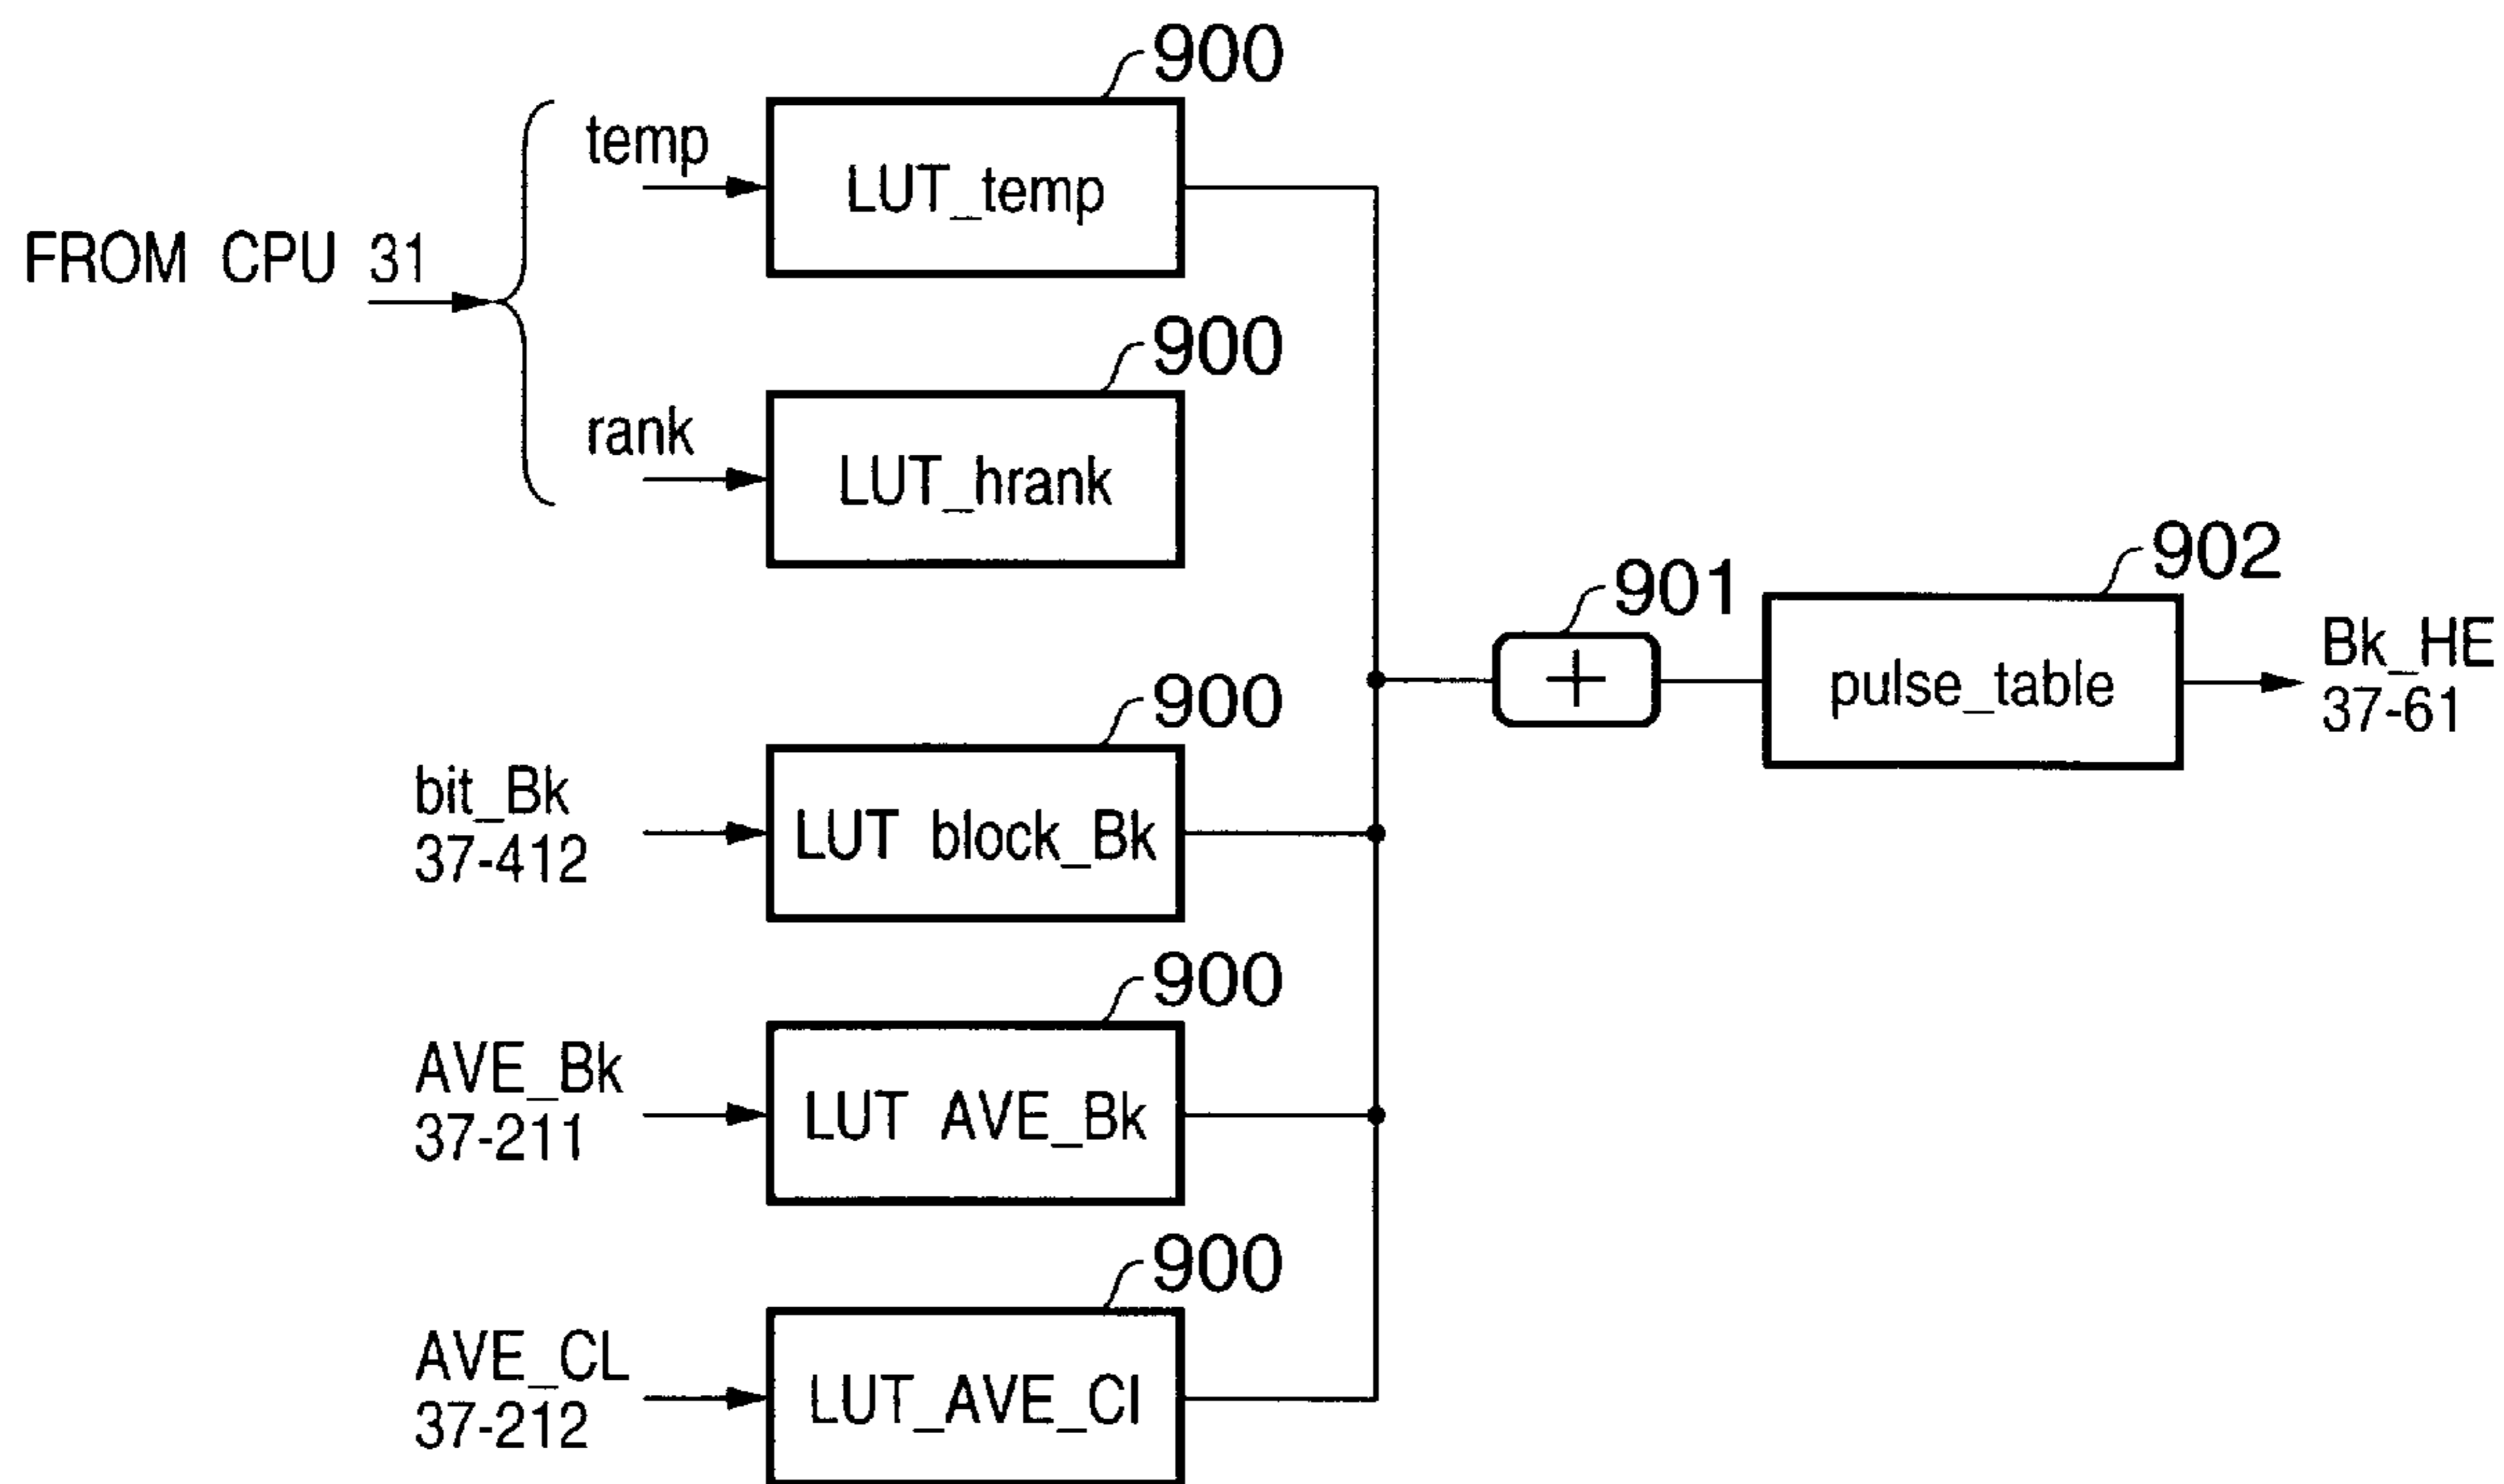 900
temp
LUT_temp
FROM CPU 31
900
rank
LUT_hrank
902
901
Bk_HE
+
pulse_table
37-61
900
bit_Bk
LUT block_Bk
37-412
900
AVE_Bk
LUT AVE_Bk
37-211
900
AVE_CL
LUT_AVE_Cl
37-212